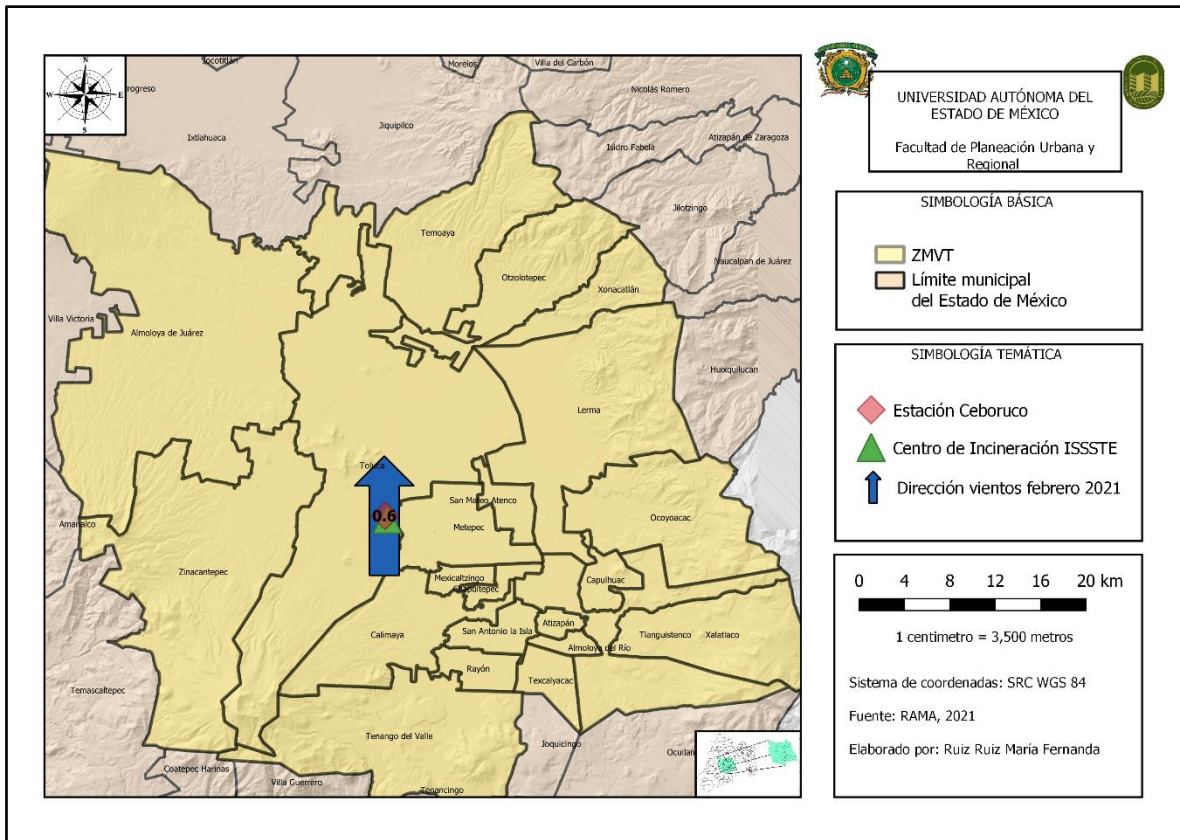 N
W
E
S
Jocotitlán
Morelos
Villa del Carbón
rogreso
Nicolás Romero
Ixtlahuaca
Jiquipilco
Atizapán de Zaragoza
Isidro Fabela
Jilotzingo
Temoaya
Naucalpan de Juárez
Otzolotepec
Xonacatlán
Villa Victoria
Almoloya de Juárez
Huixquilucan
Lerma
Toluca
San Mateo Atenco
0.6
Ocoyoacac
Amanalco
Metepec
Zinacantepec
Mexicaltzingo
Capulhuac
Chapultepec
Calimaya
San Antonio la Isla
Atizapán
Tianguistenco
Xalatlaco
Almoloya del Río
Rayón
Texcalyacac
Temascaltepec
Tenango del Valle
Joquicingo
Ocuilan
Coatepec Harinas
Villa Guerrero
Tenancingo
UNIVERSIDAD AUTÓNOMA DEL
ESTADO DE MÉXICO
Facultad de Planeación Urbana y
Regional
SIMBOLOGÍA BÁSICA
ZMVT
Límite municipal
del Estado de México
SIMBOLOGÍA TEMÁTICA
Estación Ceboruco
Centro de Incineración ISSSTE
Dirección vientos febrero 2021
0 4 8 12 16 20 km
1 centimetro = 3,500 metros
Sistema de coordenadas: SRC WGS 84
Fuente: RAMA, 2021
Elaborado por: Ruiz Ruiz María Fernanda